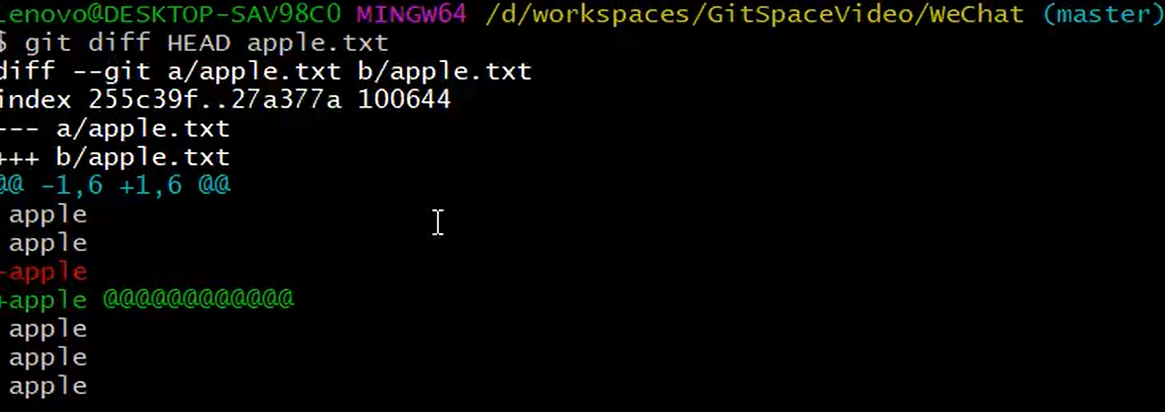 Lenovo@DESKTOP-SAV98C0 MINGW64 /d/workspaces/GitSpaceVideo/WeChat (master)
$ git diff HEAD apple.txt
diff --git a/apple.txt b/apple.txt
index 255c39f..27a377a 100644
--- a/apple.txt
+++ b/apple.txt
@@ -1,6 +1,6 @@
 apple
 apple
-apple
+apple @@@@@@@@@@@@
 apple
 apple
 apple